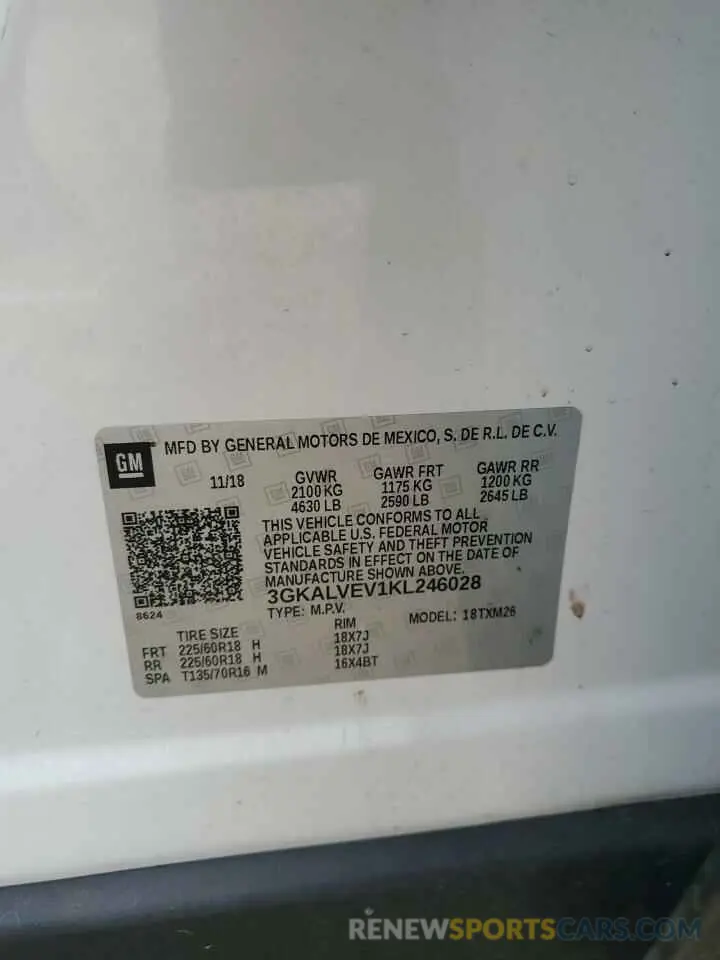 GM
MFD BY GENERAL MOTORS DE MEXICO, S. DE R.L. DE C.V.
11/18 GVWR GAWR FRT GAWR RR
2100 KG 1175 KG 1200 KG
4630 LB 2590 LB 2645 LB
THIS VEHICLE CONFORMS TO ALL
APPLICABLE U.S. FEDERAL MOTOR
VEHICLE SAFETY AND THEFT PREVENTION
STANDARDS IN EFFECT ON THE DATE OF
MANUFACTURE SHOWN ABOVE.
3GKALVEV1KL246028
8624 TYPE: M.P.V. MODEL: 18TXM26
TIRE SIZE RIM
FRT 225/60R18 H 18X7J
RR 225/60R18 H 18X7J
SPA T135/70R16 M 16X4BT
RENEWSPORTSCARS.COM